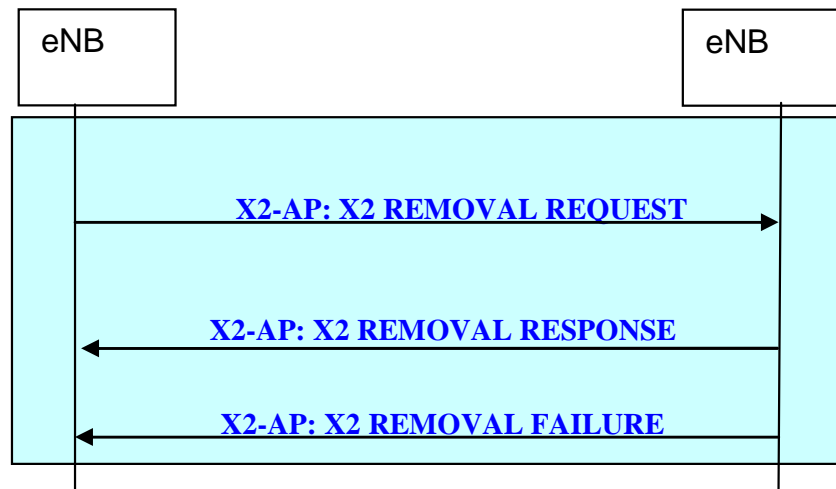 eNB
eNB
X2-AP: X2 REMOVAL REQUEST
X2-AP: X2 REMOVAL RESPONSE
X2-AP: X2 REMOVAL FAILURE